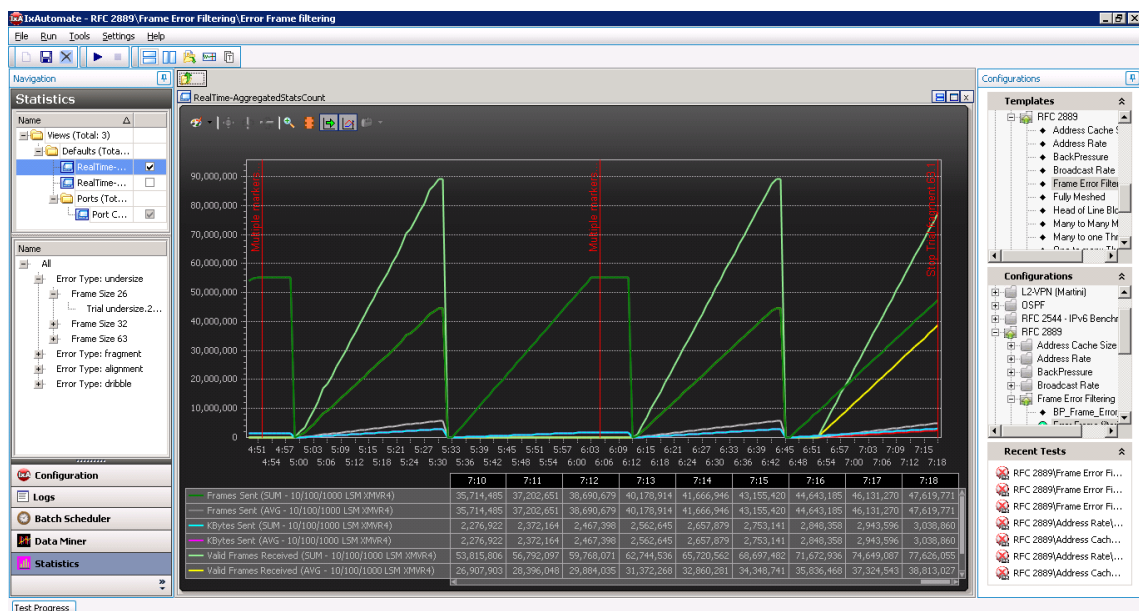 IxAutomate - RFC 2889\Frame Error Filtering\Error Frame filtering
File Run Tools Settings Help
Navigation
Statistics
Name
Views (Total: 3)
Defaults (Tota...
RealTime-...
RealTime-...
Ports (Tot...
Port C...
Name
All
Error Type: undersize
Frame Size 26
Trial undersize.2...
Frame Size 32
Frame Size 63
Error Type: fragment
Error Type: alignment
Error Type: dribble
Configuration
Logs
Batch Scheduler
Data Miner
Statistics
Test Progress
RealTime-AggregatedStatsCount
90,000,000
80,000,000
70,000,000
60,000,000
50,000,000
40,000,000
30,000,000
20,000,000
10,000,000
0
Multiple markers
Multiple markers
Stop Trial fragment.63.1
4:51 4:57 5:03 5:09 5:15 5:21 5:27 5:33 5:39 5:45 5:51 5:57 6:03 6:09 6:15 6:21 6:27 6:33 6:39 6:45 6:51 6:57 7:03 7:09 7:15
4:54 5:00 5:06 5:12 5:18 5:24 5:30 5:36 5:42 5:48 5:54 6:00 6:06 6:12 6:18 6:24 6:30 6:36 6:42 6:48 6:54 7:00 7:06 7:12 7:18
7:10 7:11 7:12 7:13 7:14 7:15 7:16 7:17 7:18
Frames Sent (SUM - 10/100/1000 LSM XMVR4) 35,714,485 37,202,651 38,690,679 40,178,914 41,666,946 43,155,420 44,643,185 46,131,270 47,619,771
Frames Sent (AVG - 10/100/1000 LSM XMVR4) 35,714,485 37,202,651 38,690,679 40,178,914 41,666,946 43,155,420 44,643,185 46,131,270 47,619,771
KBytes Sent (SUM - 10/100/1000 LSM XMVR4) 2,276,922 2,372,164 2,467,398 2,562,645 2,657,879 2,753,141 2,848,358 2,943,596 3,038,860
KBytes Sent (AVG - 10/100/1000 LSM XMVR4) 2,276,922 2,372,164 2,467,398 2,562,645 2,657,879 2,753,141 2,848,358 2,943,596 3,038,860
Valid Frames Received (SUM - 10/100/1000 LSM XMVR4) 53,815,806 56,792,097 59,768,071 62,744,536 65,720,562 68,697,482 71,672,936 74,649,087 77,626,055
Valid Frames Received (AVG - 10/100/1000 LSM XMVR4) 26,907,903 28,396,048 29,884,035 31,372,268 32,860,281 34,348,741 35,836,468 37,324,543 38,813,027
Configurations
Templates
RFC 2889
Address Cache S
Address Rate
BackPressure
Broadcast Rate
Frame Error Filter
Fully Meshed
Head of Line Blo
Many to Many M
Many to one Thr
Configurations
L2-VPN (Martini)
OSPF
RFC 2544 - IPv6 Benchr
RFC 2889
Address Cache Size
Address Rate
BackPressure
Broadcast Rate
Frame Error Filtering
BP_Frame_Error
Recent Tests
RFC 2889\Frame Error Fi...
RFC 2889\Frame Error Fi...
RFC 2889\Frame Error Fi...
RFC 2889\Address Rate\...
RFC 2889\Address Cach...
RFC 2889\Address Rate\...
RFC 2889\Address Cach...